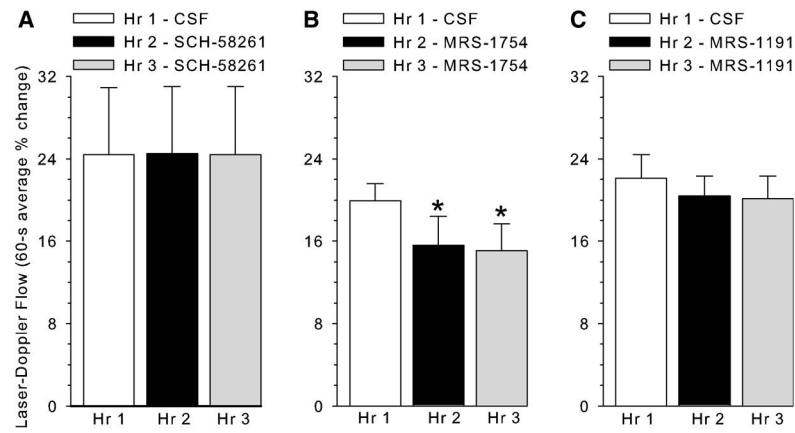 A
Hr 1 - CSF
Hr 2 - SCH-58261
Hr 3 - SCH-58261
B
Hr 1 - CSF
Hr 2 - MRS-1754
Hr 3 - MRS-1754
C
Hr 1 - CSF
Hr 2 - MRS-1191
Hr 3 - MRS-1191
Laser-Doppler Flow (60-s average % change)
32
24
16
8
0
Hr 1 Hr 2 Hr 3
32
24
16
8
0
* *
Hr 1 Hr 2 Hr 3
32
24
16
8
0
Hr 1 Hr 2 Hr 3